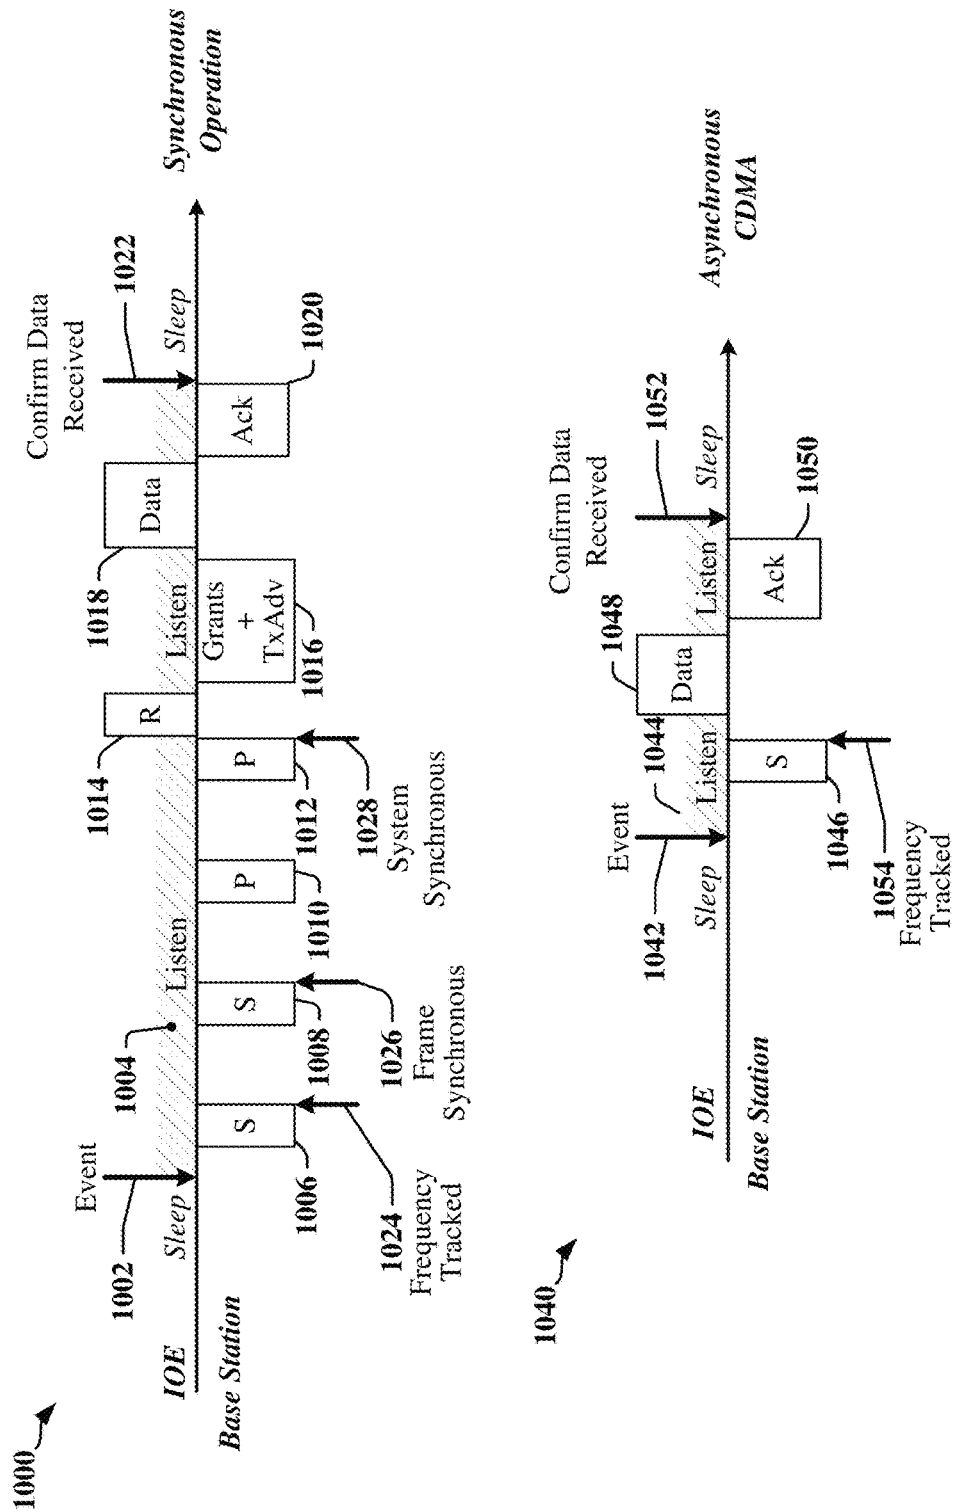 1000
Event
1002
Sleep
1004
Listen
1014
R
Listen
1018
Data
Confirm Data
Received
1022
Sleep
Synchronous
Operation
IOE
Base Station
S
1006
S
1008
P
1010
P
1012
Grants
+
TxAdv
1016
Ack
1020
1024
Frequency
Tracked
1026
Frame
Synchronous
1028
System
Synchronous
1040
Event
1042
Sleep
1044
Listen
1048
Data
Listen
Confirm Data
Received
1052
Sleep
Asynchronous
CDMA
IOE
Base Station
S
1046
Ack
1050
1054
Frequency
Tracked